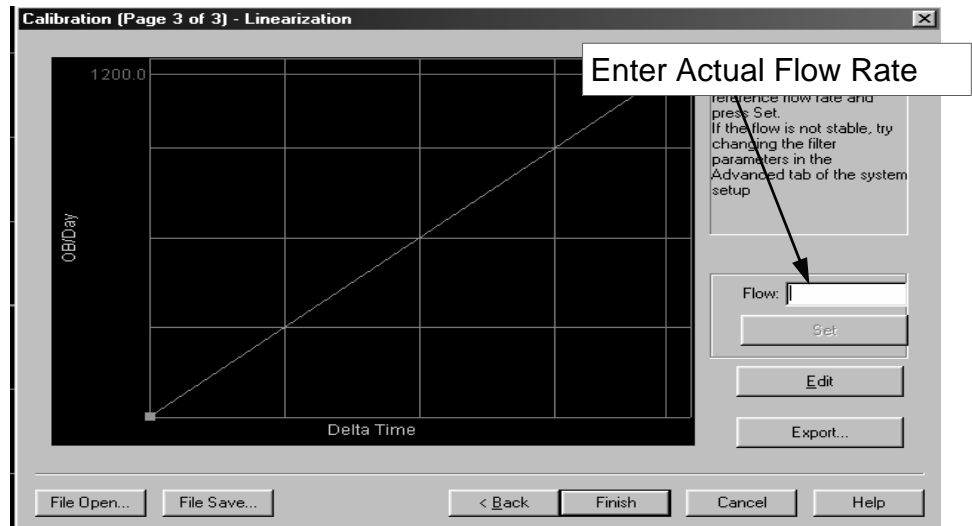 Calibration (Page 3 of 3) - Linearization
Enter Actual Flow Rate
1200.0
OB/Day
Delta Time
reference flow rate and
press Set.
If the flow is not stable, try
changing the filter
parameters in the
Advanced tab of the system
setup
Flow:
Set
Edit
Export...
File Open...
File Save...
< Back
Finish
Cancel
Help